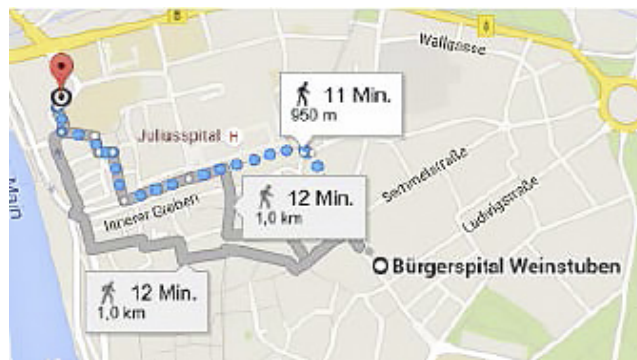 Wallgasse
11 Min.
950 m
Juliusspital H
Semmelstraße
12 Min.
1,0 km
Ludwigstraße
Innerer Graben
Main
Bürgerspital Weinstuben
12 Min.
1,0 km